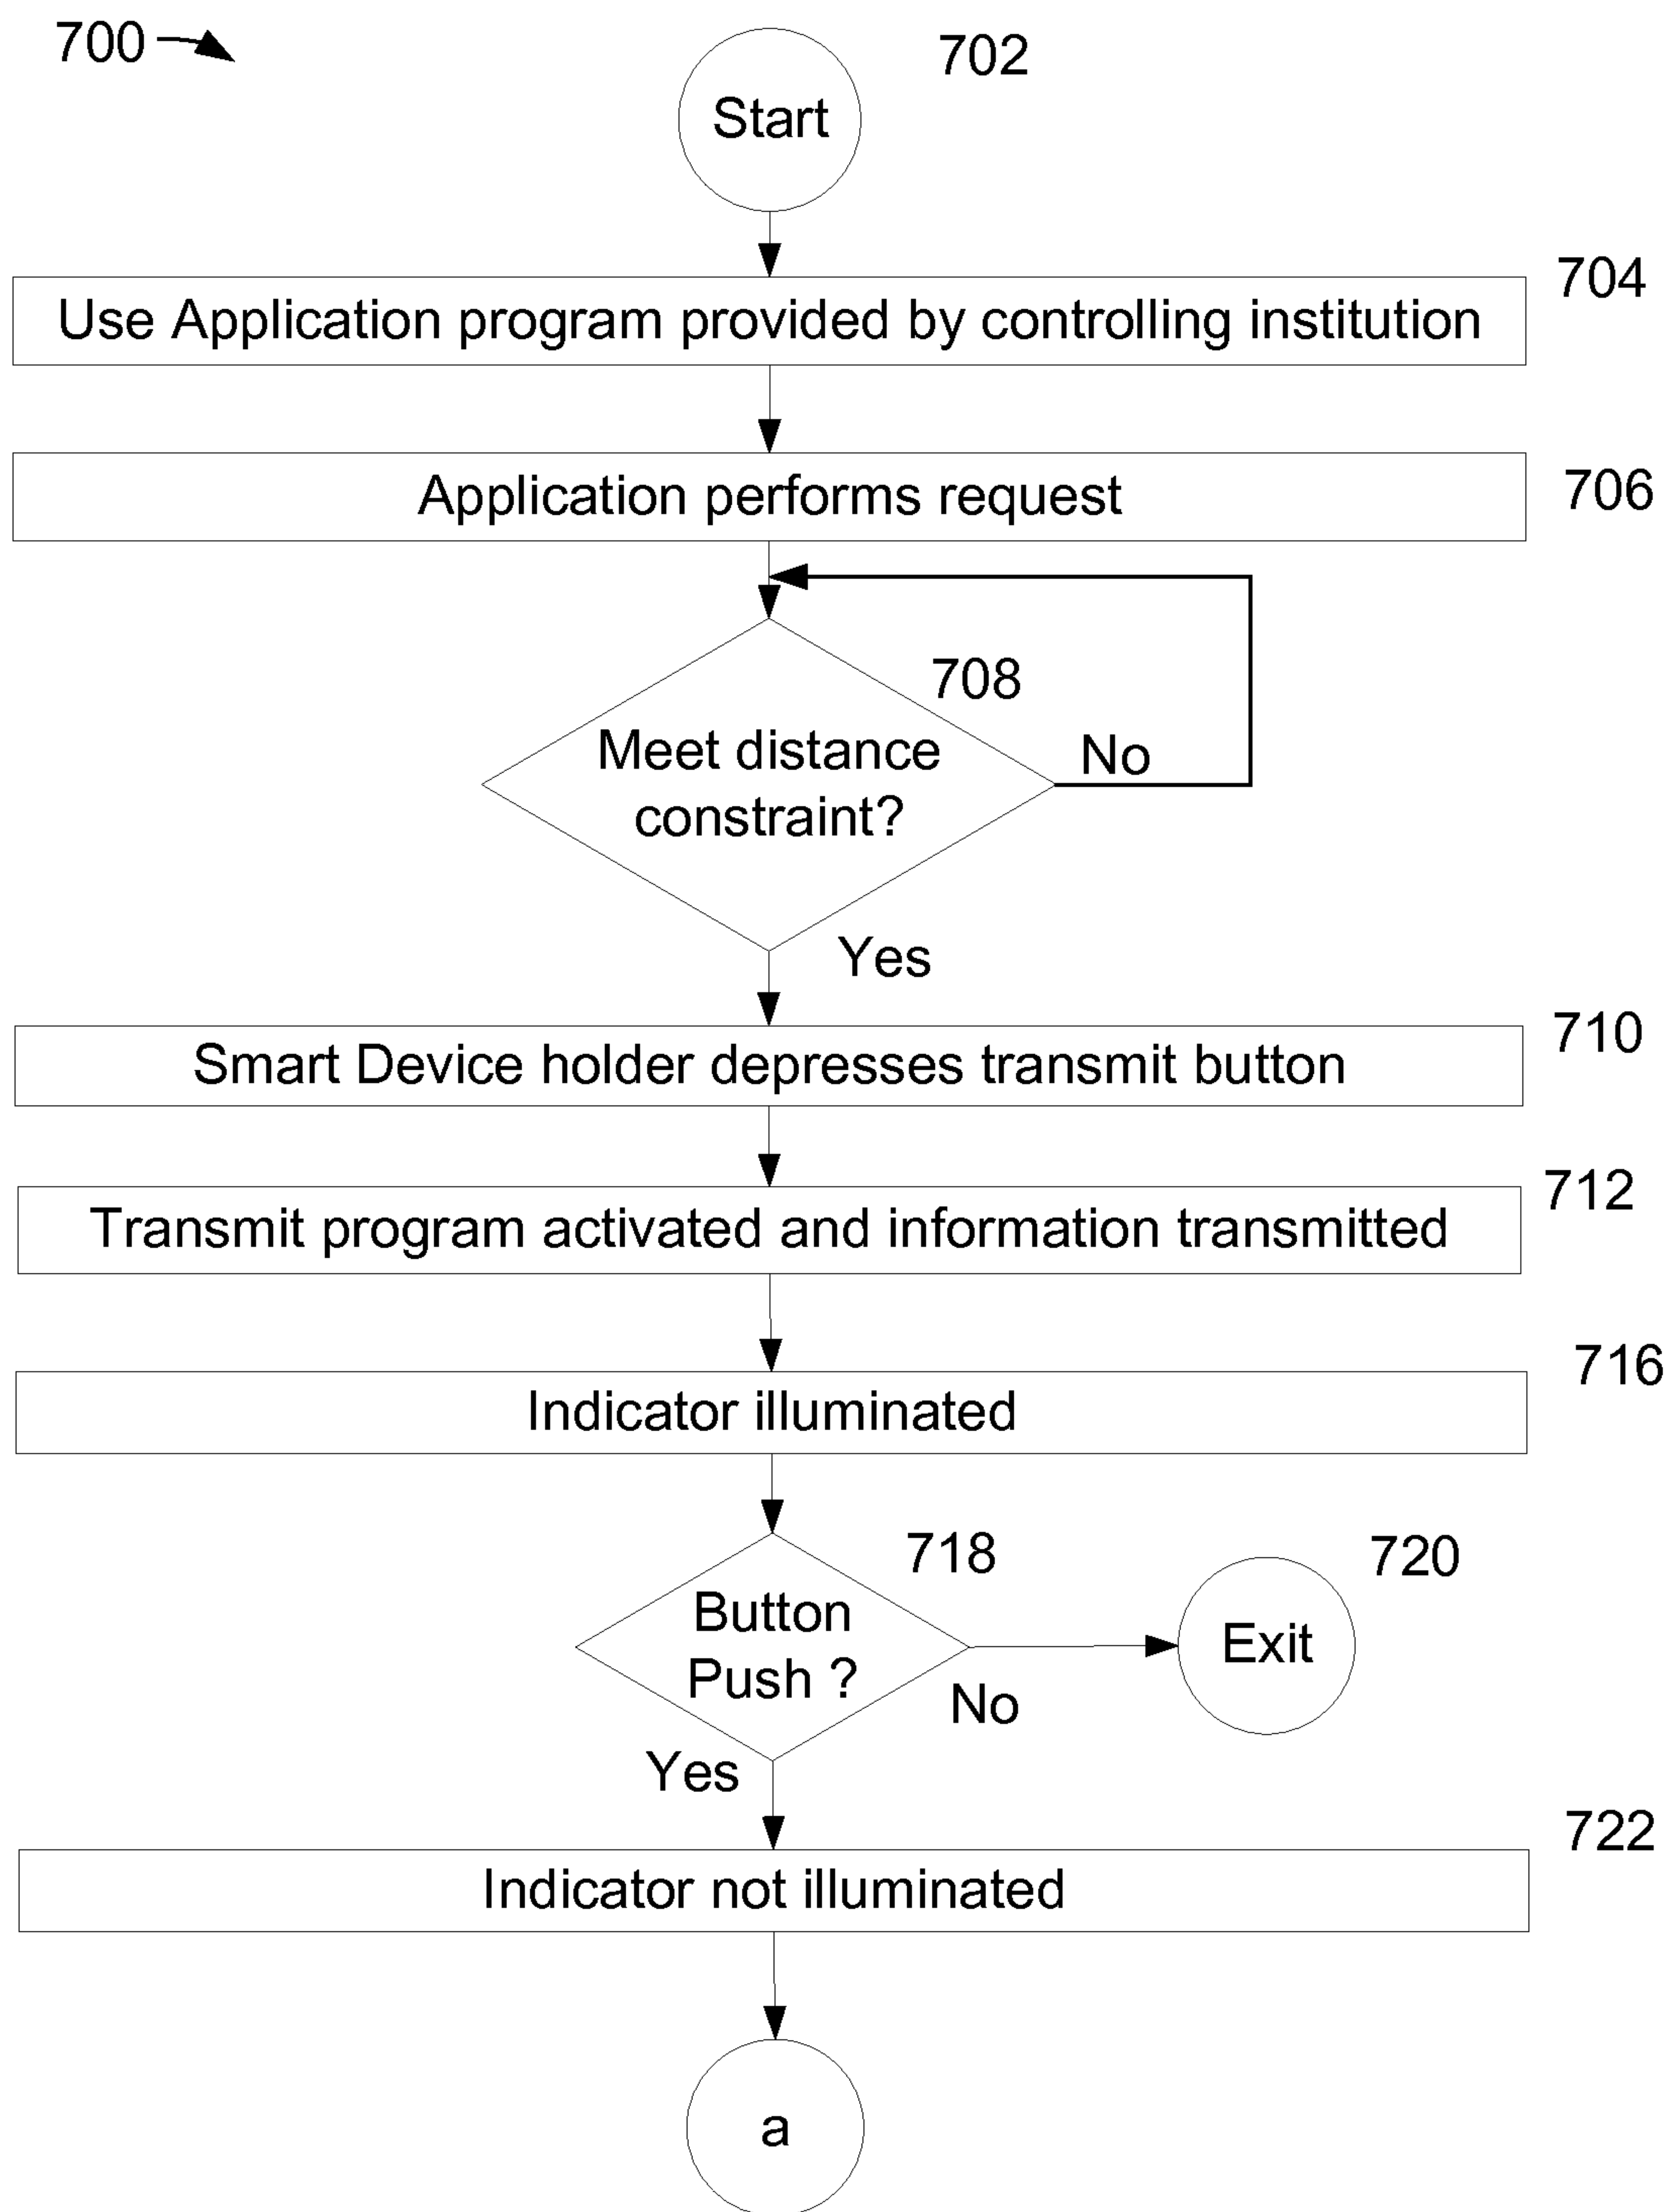 700
702
Start
704
Use Application program provided by controlling institution
706
Application performs request
708
Meet distance
constraint?
No
Yes
710
Smart Device holder depresses transmit button
712
Transmit program activated and information transmitted
716
Indicator illuminated
718
720
Button
Push ?
Exit
No
Yes
722
Indicator not illuminated
a